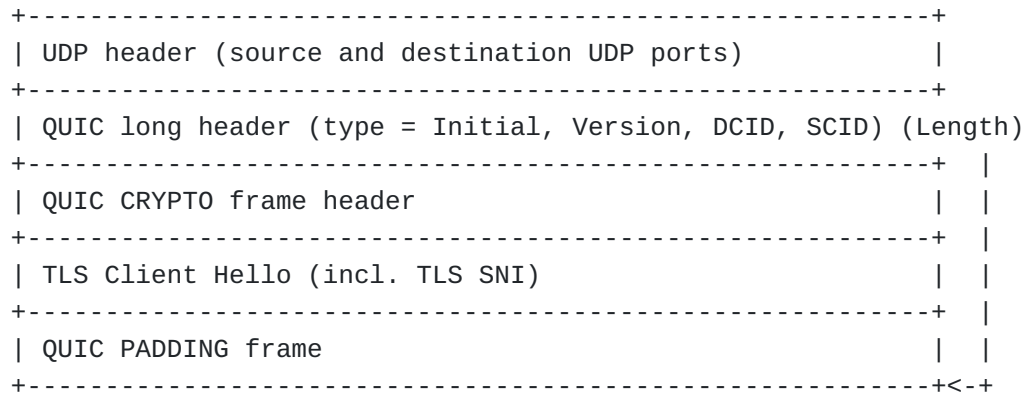 +----------------------------------------------------------+
| UDP header (source and destination UDP ports)            |
+----------------------------------------------------------+
| QUIC long header (type = Initial, Version, DCID, SCID) (Length)
+----------------------------------------------------------+  |
| QUIC CRYPTO frame header                                 |  |
+----------------------------------------------------------+  |
| TLS Client Hello (incl. TLS SNI)                         |  |
+----------------------------------------------------------+  |
| QUIC PADDING frame                                       |  |
+----------------------------------------------------------+<-+